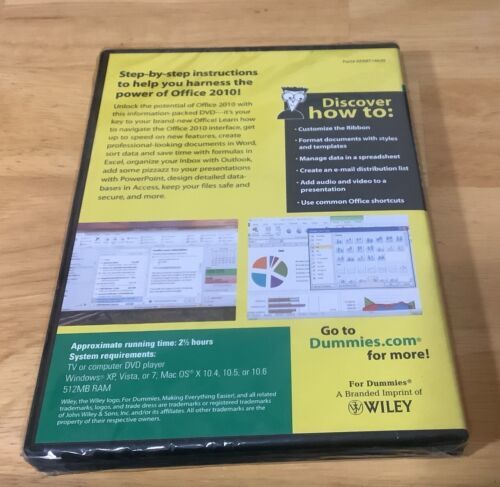 Step-by-step instructions
to help you harness the
power of Office 2010!
Unlock the potential of Office 2010 with
this information-packed DVD—it's your
key to your brand-new Office! Learn how
to navigate the Office 2010 interface, get
up to speed on new features, create
professional-looking documents in Word,
sort data and save time with formulas in
Excel, organize your Inbox with Outlook,
add some pizzazz to your presentations
with PowerPoint, design detailed data-
bases in Access, keep your files safe and
secure, and more.
Discover
how to:
• Customize the Ribbon
• Format documents with styles
and templates
• Manage data in a spreadsheet
• Create an e-mail distribution list
• Add audio and video to a
presentation
• Use common Office shortcuts
Approximate running time: 2½ hours
System requirements:
TV or computer DVD player
Windows® XP, Vista, or 7, Mac OS® X 10.4, 10.5, or 10.6
512MB RAM
Wiley, the Wiley logo, For Dummies, Making Everything Easier!, and all related
trademarks, logos, and trade dress are trademarks or registered trademarks
of John Wiley & Sons, Inc. and/or its affiliates. All other trademarks are the
property of their respective owners.
Go to
Dummies.com®
for more!
For Dummies®
A Branded Imprint of
WILEY